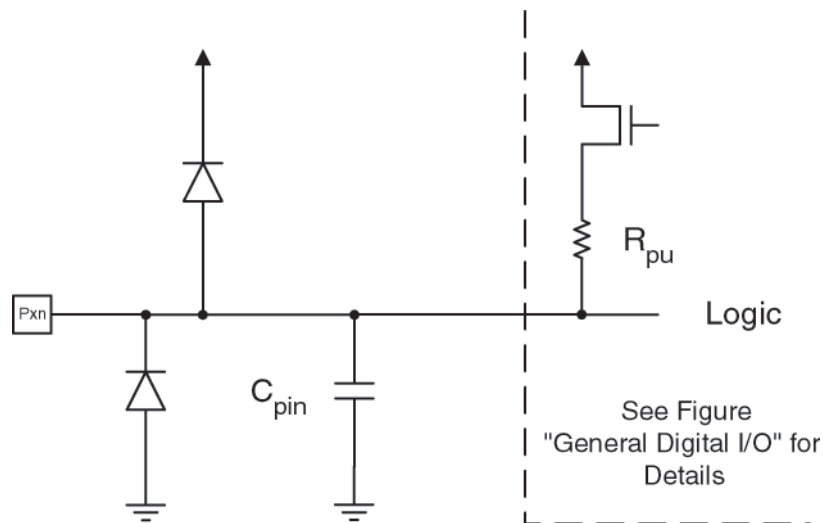 Pxn
C pin
R pu
Logic
See Figure
"General Digital I/O" for
Details